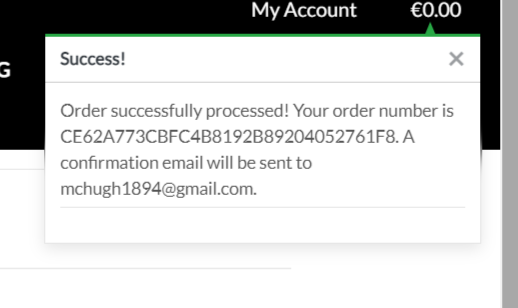 My Account €0.00
G
Success! ×
Order successfully processed! Your order number is
CE62A773CBFC4B8192B89204052761F8. A
confirmation email will be sent to
mchugh1894@gmail.com.